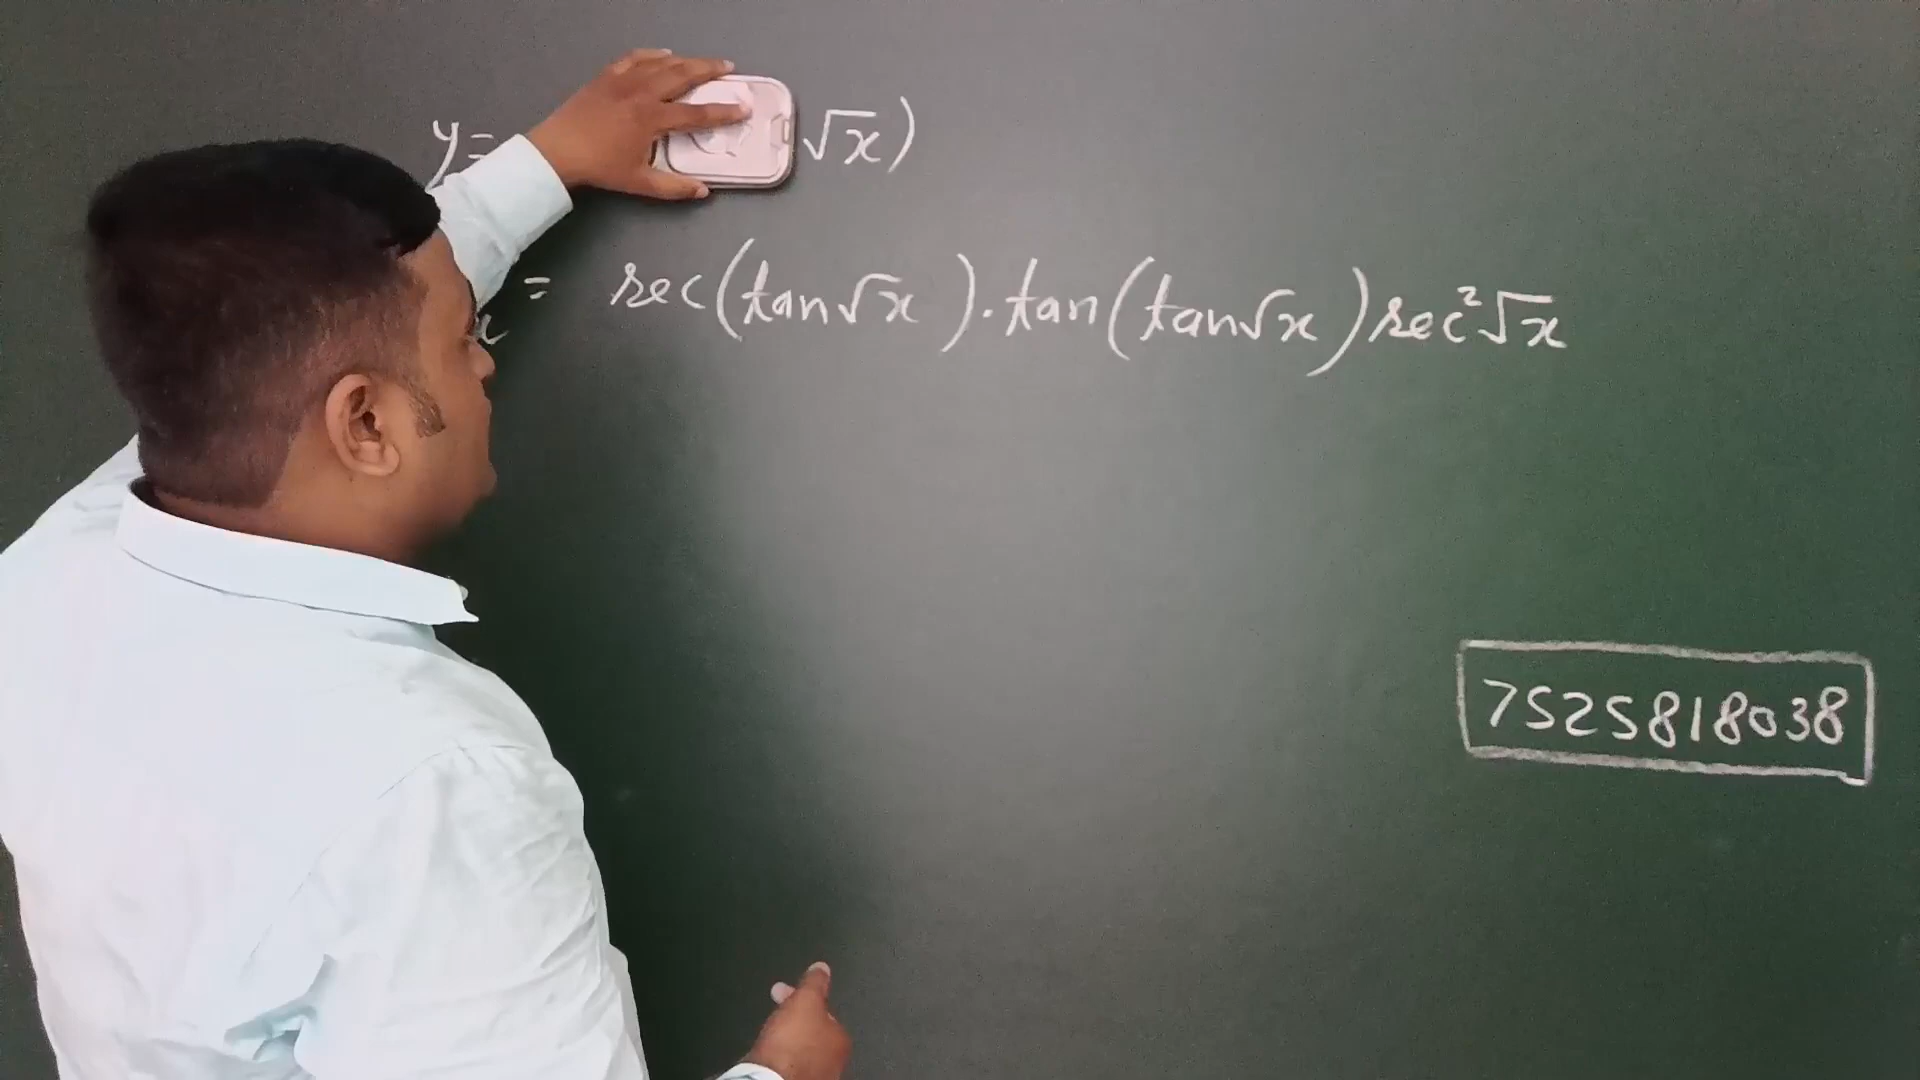 y= √x)
x = sec(tan√x).tan(tan√x)sec²√x
7525818038